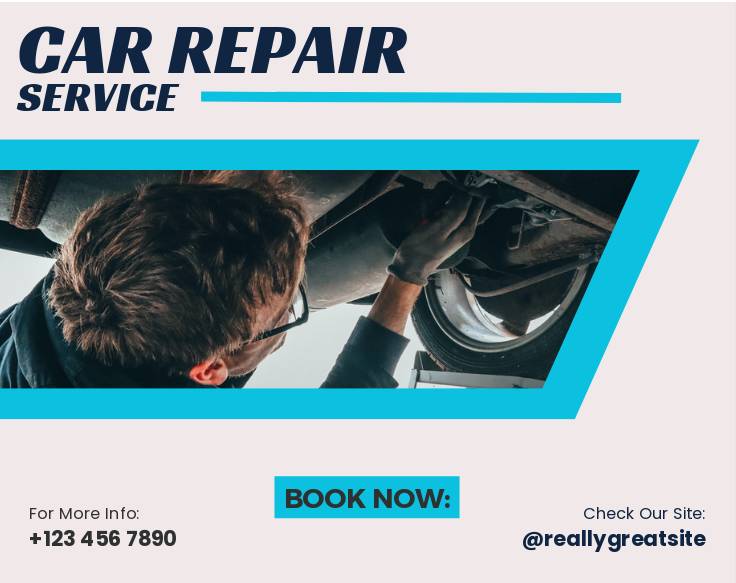 CAR REPAIR
SERVICE
BOOK NOW:
For More Info:
+123 456 7890
Check Our Site:
@reallygreatsite